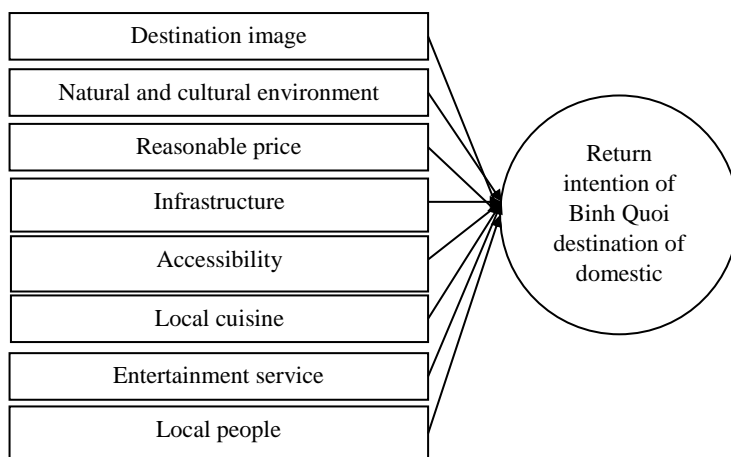 Destination image
Natural and cultural environment
Reasonable price
Infrastructure
Accessibility
Local cuisine
Entertainment service
Local people
Return
intention of
Binh Quoi
destination of
domestic